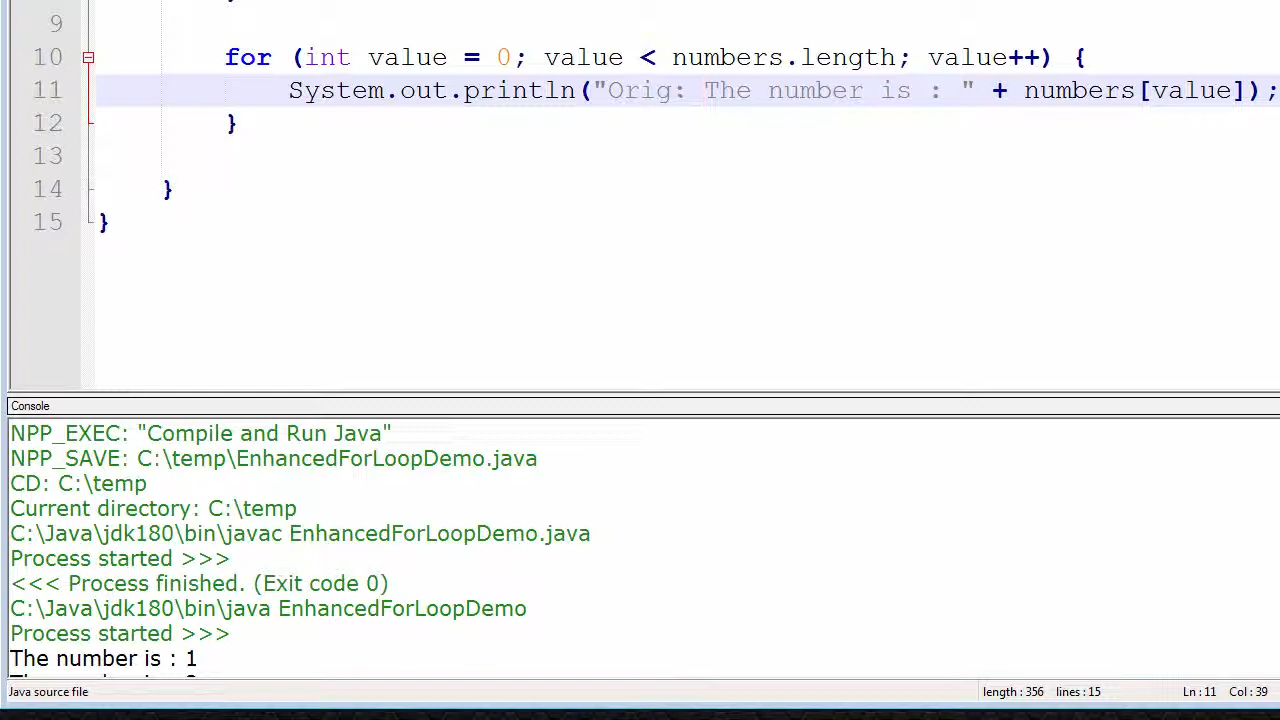 9
10 for (int value = 0; value < numbers.length; value++) {
11 System.out.println("Orig: The number is : " + numbers[value]);
12 }
13
14 }
15 }
Console
NPP_EXEC: "Compile and Run Java"
NPP_SAVE: C:\temp\EnhancedForLoopDemo.java
CD: C:\temp
Current directory: C:\temp
C:\Java\jdk180\bin\javac EnhancedForLoopDemo.java
Process started >>>
<<< Process finished. (Exit code 0)
C:\Java\jdk180\bin\java EnhancedForLoopDemo
Process started >>>
The number is : 1
Java source file length : 356 lines : 15 Ln : 11 Col : 39